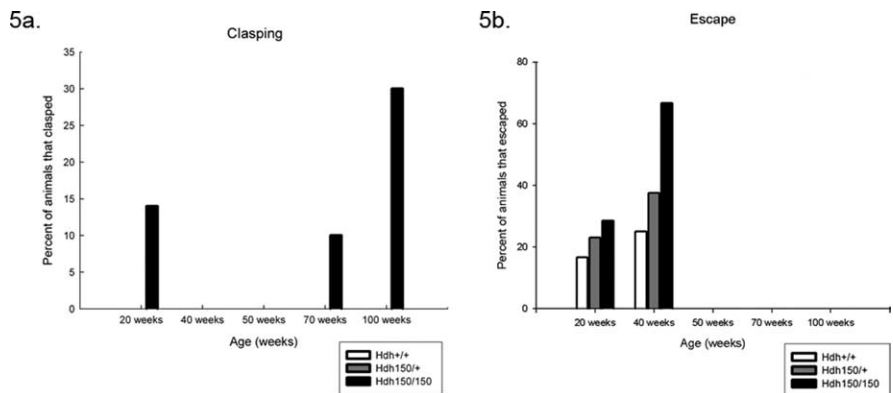 5a.
Clasping
Percent of animals that clasped
35
30
25
20
15
10
5
0
20 weeks 40 weeks 50 weeks 70 weeks 100 weeks
Age (weeks)
Hdh+/+
Hdh150/+
Hdh150/150
5b.
Escape
Percent of animals that escaped
80
60
40
20
0
20 weeks 40 weeks 50 weeks 70 weeks 100 weeks
Age (weeks)
Hdh+/+
Hdh150/+
Hdh150/150